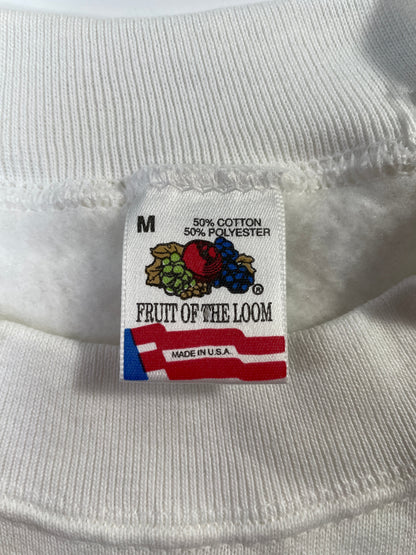 M
50% COTTON
50% POLYESTER
®
FRUIT OF THE LOOM
MADE IN U.S.A.